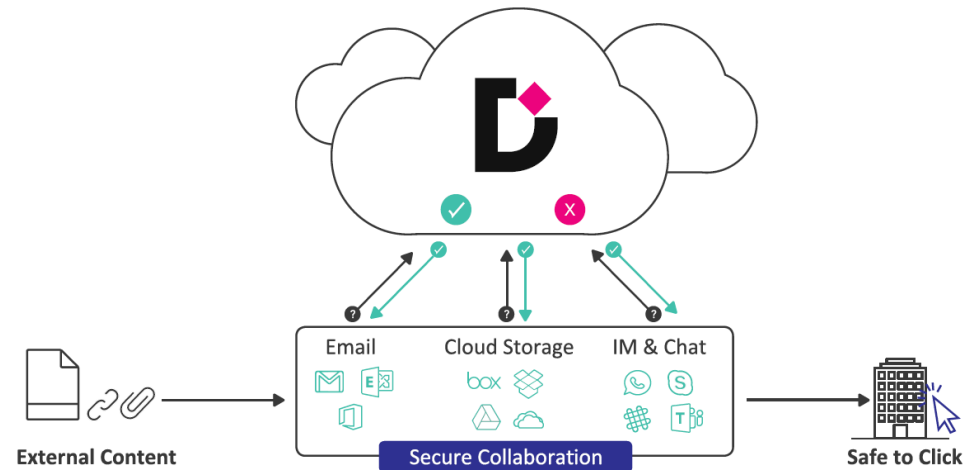 D
✓ X
✓ ✓ ✓
? ? ?
Email Cloud Storage IM & Chat
E X box S
T
External Content Secure Collaboration Safe to Click